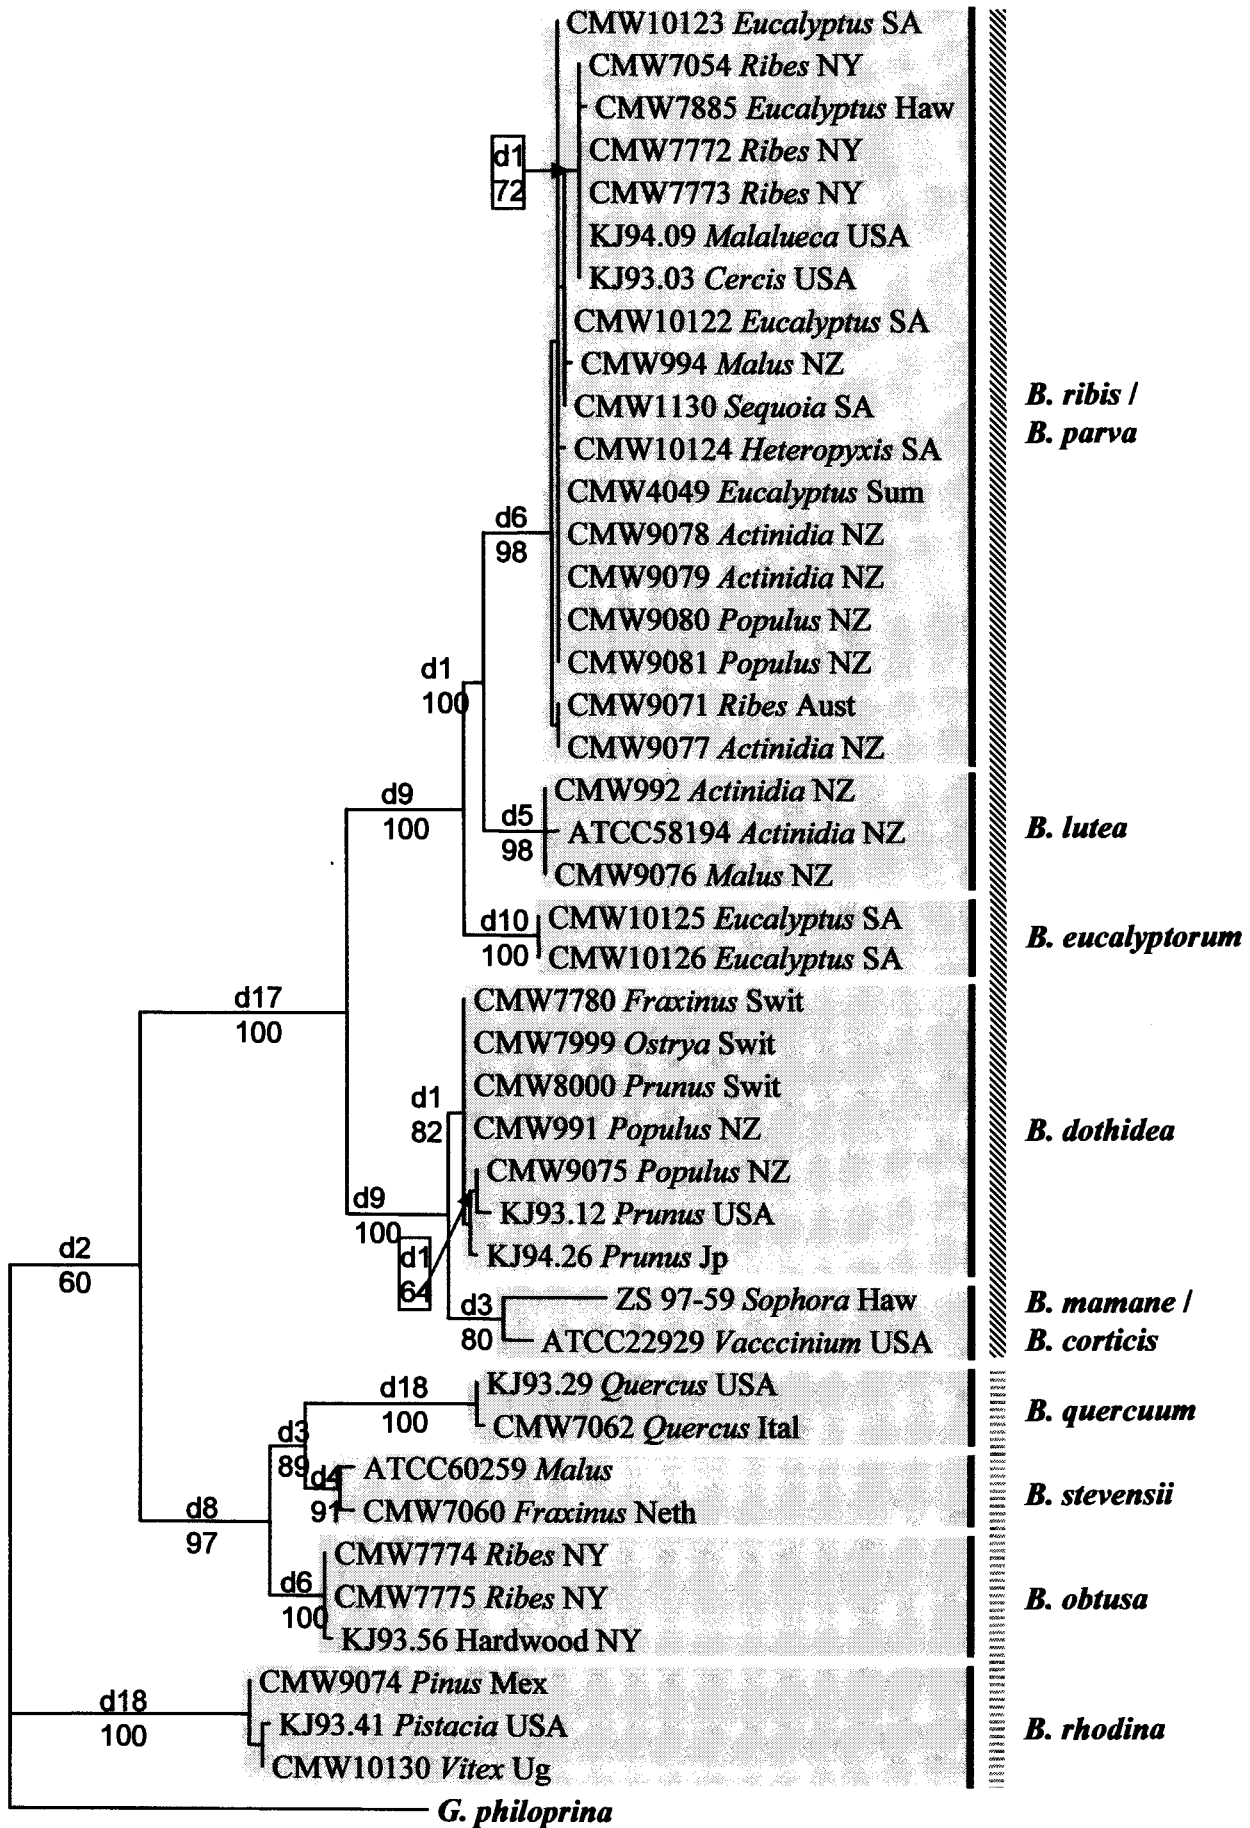 CMW10123 Eucalyptus SA
CMW7054 Ribes NY
CMW7885 Eucalyptus Haw
d1
72
CMW7772 Ribes NY
CMW7773 Ribes NY
KJ94.09 Malalueca USA
KJ93.03 Cercis USA
CMW10122 Eucalyptus SA
CMW994 Malus NZ
CMW1130 Sequoia SA
B. ribis /
B. parva
CMW10124 Heteropyxis SA
CMW4049 Eucalyptus Sum
d6
98
CMW9078 Actinidia NZ
CMW9079 Actinidia NZ
CMW9080 Populus NZ
CMW9081 Populus NZ
d1
100
CMW9071 Ribes Aust
CMW9077 Actinidia NZ
CMW992 Actinidia NZ
d9
100
d5
98
ATCC58194 Actinidia NZ
B. lutea
CMW9076 Malus NZ
CMW10125 Eucalyptus SA
d10
100
B. eucalyptorum
CMW10126 Eucalyptus SA
d17
100
CMW7780 Fraxinus Swit
CMW7999 Ostrya Swit
CMW8000 Prunus Swit
d1
82
CMW991 Populus NZ
B. dothidea
CMW9075 Populus NZ
d9
100
KJ93.12 Prunus USA
d1
64
KJ94.26 Prunus Jp
d2
60
ZS 97-59 Sophora Haw
d3
80
B. mamane /
B. corticis
ATCC22929 Vacccinium USA
KJ93.29 Quercus USA
d18
100
B. quercuum
CMW7062 Quercus Ital
d3
89
ATCC60259 Malus
d4
91
B. stevensii
CMW7060 Fraxinus Neth
d8
97
CMW7774 Ribes NY
d6
100
CMW7775 Ribes NY
B. obtusa
KJ93.56 Hardwood NY
CMW9074 Pinus Mex
d18
100
KJ93.41 Pistacia USA
B. rhodina
CMW10130 Vitex Ug
G. philoprina